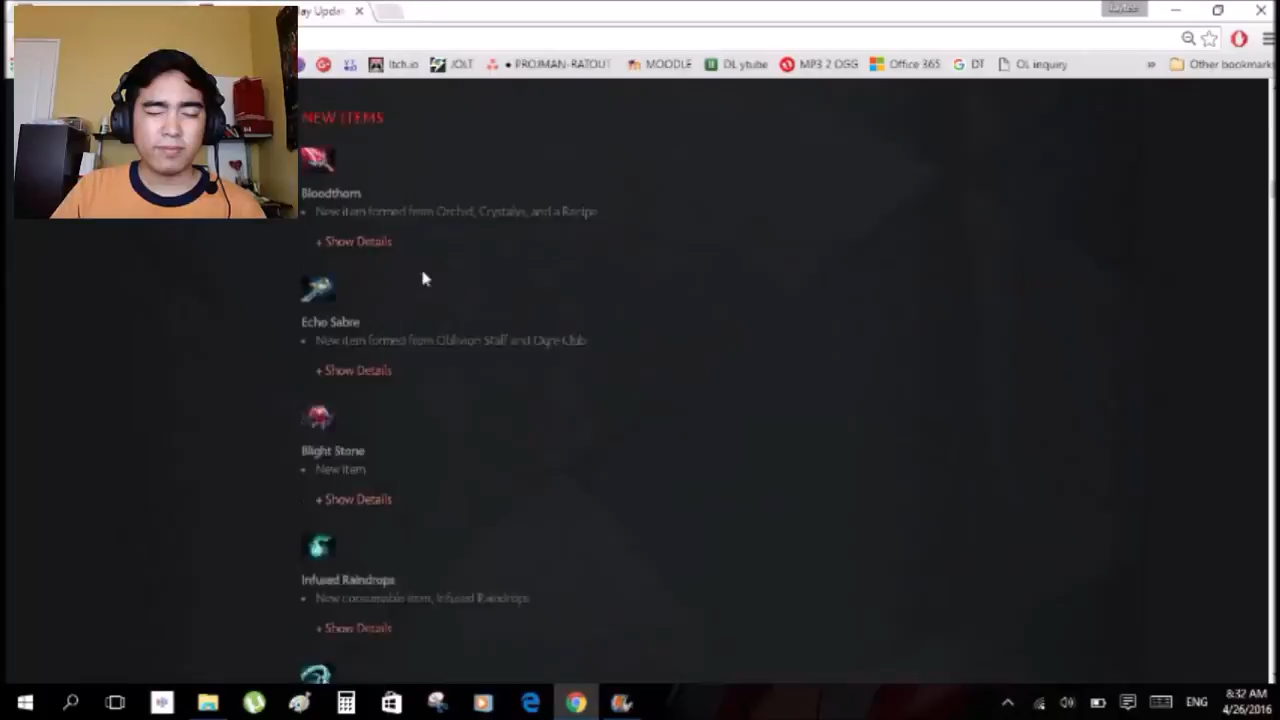 ay Upda
Itch.io
JOLT
• PROJMAN-RATOUT
MOODLE
DL ytube
MP3 2 OGG
Office 365
DT
OL inquiry
»
Other bookmarks
NEW ITEMS
Bloodthorn
• New item formed from Orchid, Crystalys, and a Recipe
+ Show Details
Echo Sabre
• New item formed from Oblivion Staff and Ogre Club
+ Show Details
Blight Stone
• New item
+ Show Details
Infused Raindrops
• New consumable item, Infused Raindrops
+ Show Details
ENG
8:32 AM
4/26/2016